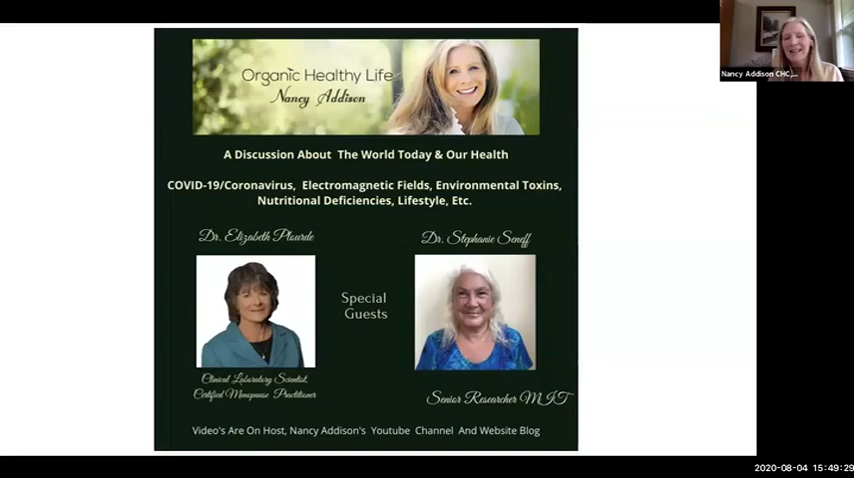 Organic Healthy Life
Nancy Addison
A Discussion About The World Today & Our Health
COVID-19/Coronavirus, Electromagnetic Fields, Environmental Toxins,
Nutritional Deficiencies, Lifestyle, Etc.
Dr. Elizabeth Plourde
Dr. Stephanie Seneff
Special
Guests
Clinical Laboratory Scientist,
Certified Menopause Practitioner
Senior Researcher MIT
Video's Are On Host, Nancy Addison's Youtube Channel And Website Blog
Nancy Addison CHC,...
2020-08-04 15:49:29